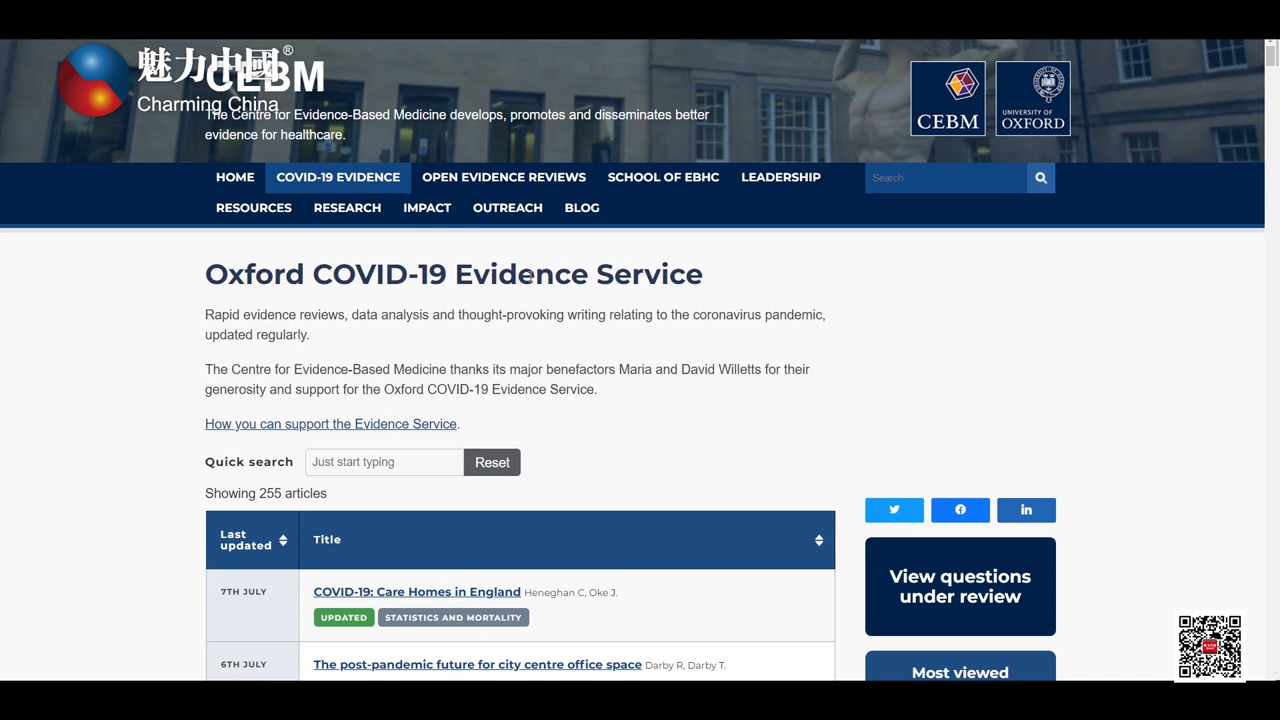 魅力中國®
Charming China
CEBM
The Centre for Evidence-Based Medicine develops, promotes and disseminates better
evidence for healthcare.
CEBM
UNIVERSITY OF
OXFORD
HOME COVID-19 EVIDENCE OPEN EVIDENCE REVIEWS SCHOOL OF EBHC LEADERSHIP
Search
RESOURCES RESEARCH IMPACT OUTREACH BLOG
Oxford COVID-19 Evidence Service
Rapid evidence reviews, data analysis and thought-provoking writing relating to the coronavirus pandemic,
updated regularly.
The Centre for Evidence-Based Medicine thanks its major benefactors Maria and David Willetts for their
generosity and support for the Oxford COVID-19 Evidence Service.
How you can support the Evidence Service.
Quick search Just start typing Reset
Showing 255 articles
Last
updated
Title
7TH JULY
COVID-19: Care Homes in England Heneghan C, Oke J.
UPDATED STATISTICS AND MORTALITY
6TH JULY
The post-pandemic future for city centre office space Darby R, Darby T.
View questions
under review
Most viewed